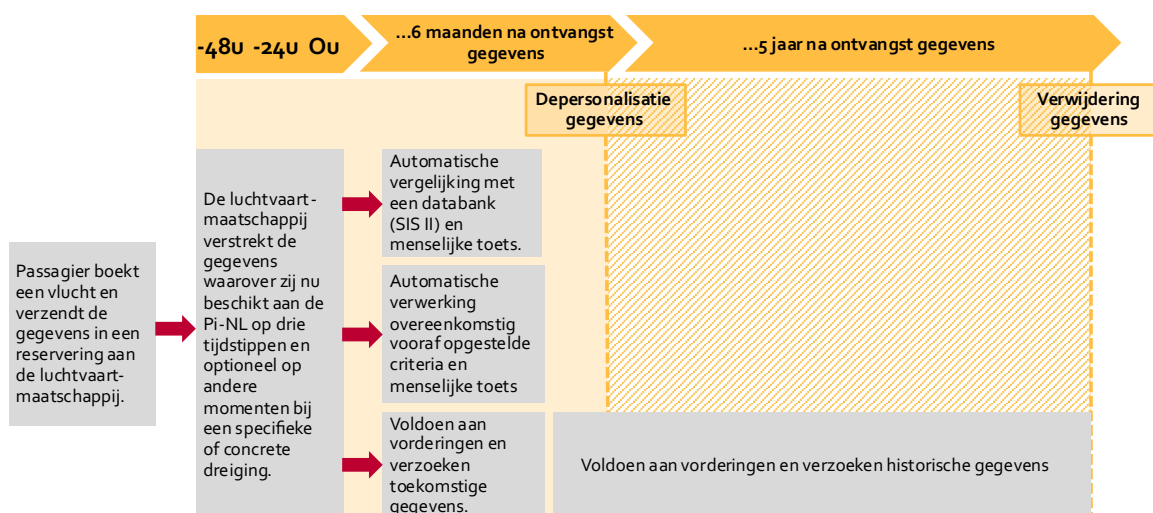 -48u -24u 0u
...6 maanden na ontvangst
gegevens
...5 jaar na ontvangst gegevens
Depersonalisatie
gegevens
Verwijdering
gegevens
Passagier boekt
een vlucht en
verzendt de
gegevens in een
reservering aan
de luchtvaart-
maatschappij.
De luchtvaart-
maatschappij
verstrekt de
gegevens
waarover zij nu
beschikt aan de
Pi-NL op drie
tijdstippen en
optioneel op
andere
momenten bij
een specifieke
of concrete
dreiging.
Automatische
vergelijking met
een databank
(SIS II) en
menselijke toets.
Automatische
verwerking
overeenkomstig
vooraf opgestelde
criteria en
menselijke toets
Voldoen aan
vorderingen en
verzoeken
toekomstige
gegevens.
Voldoen aan vorderingen en verzoeken historische gegevens